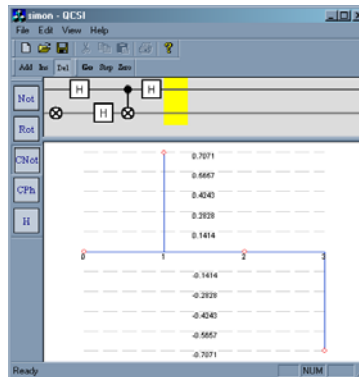 simon - QCSI
File Edit View Help
Add Ins Del Go Step Zero
Not
H H
Rot
H
CNot
CPh
H
0.7071
0.5667
0.4243
0.2828
0.1414
0 1 2 3
-0.1414
-0.2828
-0.4243
-0.5657
-0.7071
Ready NUM